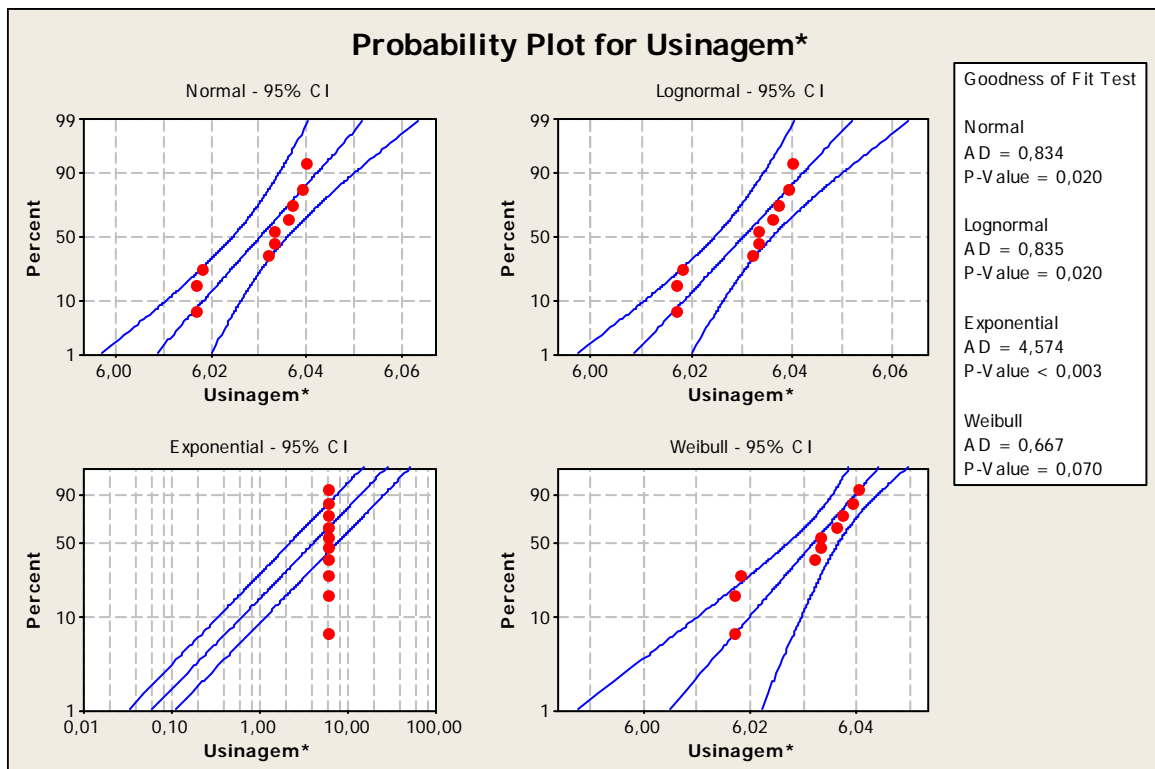 Probability Plot for Usinagem*
Normal - 95% CI
99
90
50
10
1
Percent
6,00 6,02 6,04 6,06
Usinagem*
Lognormal - 95% CI
99
90
50
10
1
Percent
6,00 6,02 6,04 6,06
Usinagem*
Exponential - 95% CI
90
50
10
1
Percent
0,01 0,10 1,00 10,00 100,00
Usinagem*
Weibull - 95% CI
90
50
10
1
Percent
6,00 6,02 6,04
Usinagem*
Goodness of Fit Test
Normal
AD = 0,834
P-Value = 0,020
Lognormal
AD = 0,835
P-Value = 0,020
Exponential
AD = 4,574
P-Value < 0,003
Weibull
AD = 0,667
P-Value = 0,070